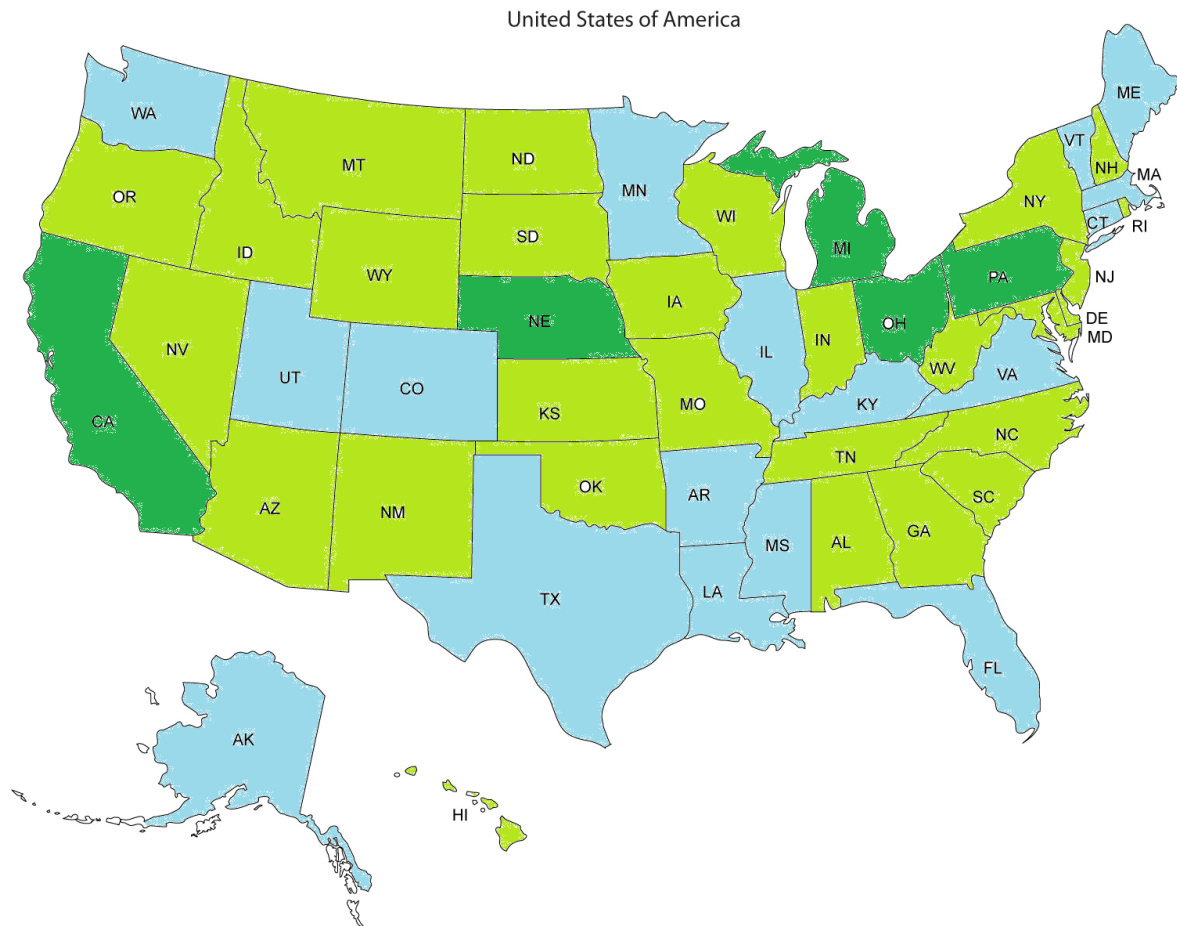 United States of America
ME
WA
VT
ND
MT
NH
MA
MN
OR
NY
WI
CT
RI
SD
ID
MI
WY
PA
NJ
IA
NE
OH
DE
MD
NV
IN
IL
WV
UT
CO
VA
KY
MO
KS
CA
NC
TN
OK
AR
SC
AZ
NM
GA
MS
AL
LA
TX
FL
AK
HI